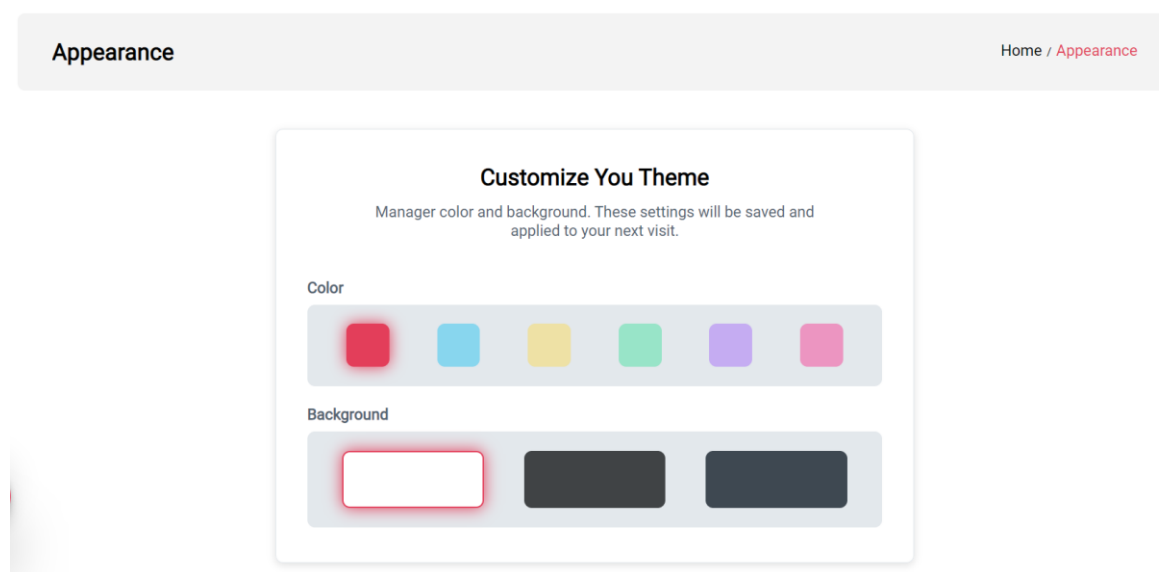 Appearance
Home / Appearance
Customize You Theme
Manager color and background. These settings will be saved and
applied to your next visit.
Color
Background